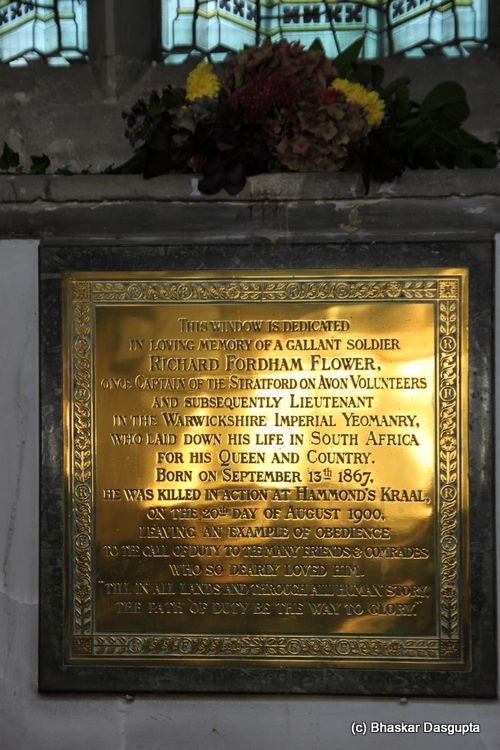 THIS WINDOW IS DEDICATED
IN LOVING MEMORY OF A GALLANT SOLDIER
RICHARD FORDHAM FLOWER,
ONCE CAPTAIN OF THE STRATFORD ON AVON VOLUNTEERS
AND SUBSEQUENTLY LIEUTENANT
IN THE WARWICKSHIRE IMPERIAL YEOMANRY,
WHO LAID DOWN HIS LIFE IN SOUTH AFRICA
FOR HIS QUEEN AND COUNTRY.
BORN ON SEPTEMBER 13th 1867,
HE WAS KILLED IN ACTION AT HAMMOND'S KRAAL,
ON THE 20th DAY OF AUGUST 1900,
LEAVING AN EXAMPLE OF OBEDIENCE
TO THE CALL OF DUTY TO THE MANY FRIENDS & COMRADES
WHO SO DEARLY LOVED HIM.
"TILL IN ALL LANDS AND THROUGH ALL HUMAN STORY
THE PATH OF DUTY BE THE WAY TO GLORY."
(c) Bhaskar Dasgupta